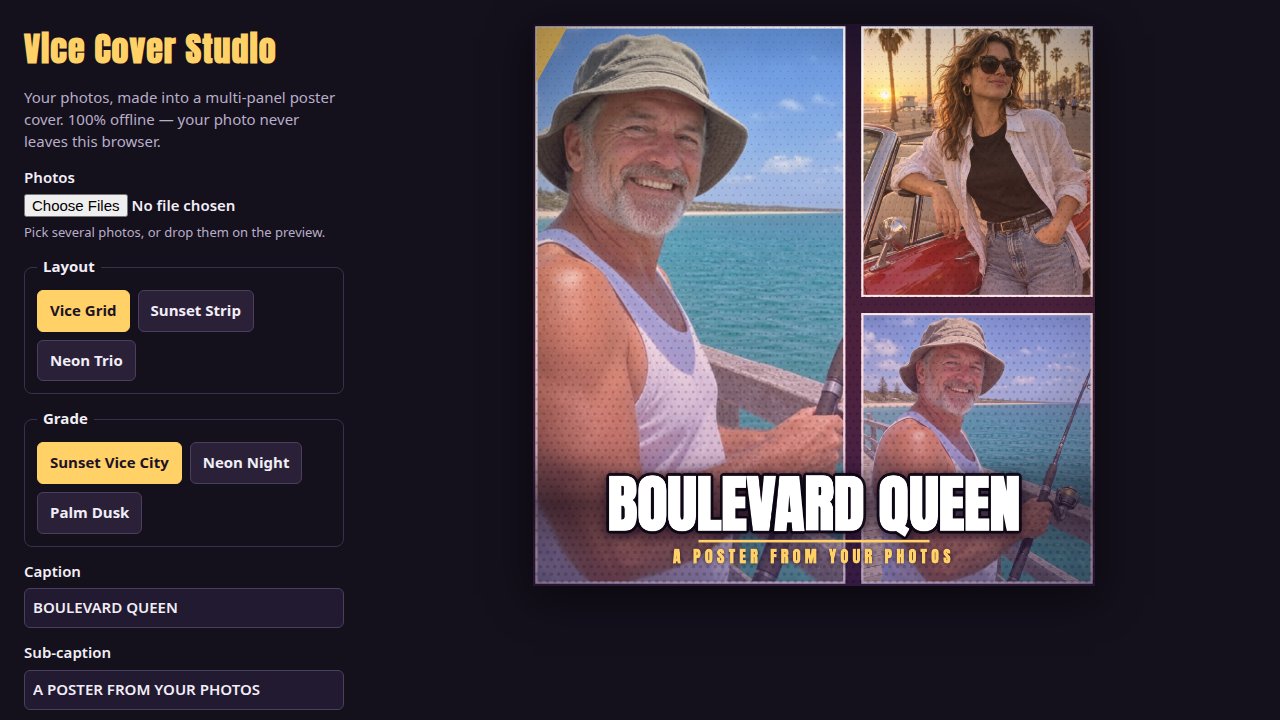 Vice Cover Studio
Your photos, made into a multi-panel poster
cover. 100% offline — your photo never
leaves this browser.
Photos
Choose Files No file chosen
Pick several photos, or drop them on the preview.
Layout
Vice Grid
Sunset Strip
Neon Trio
Grade
Sunset Vice City
Neon Night
Palm Dusk
Caption
BOULEVARD QUEEN
Sub-caption
A POSTER FROM YOUR PHOTOS
BOULEVARD QUEEN
A POSTER FROM YOUR PHOTOS